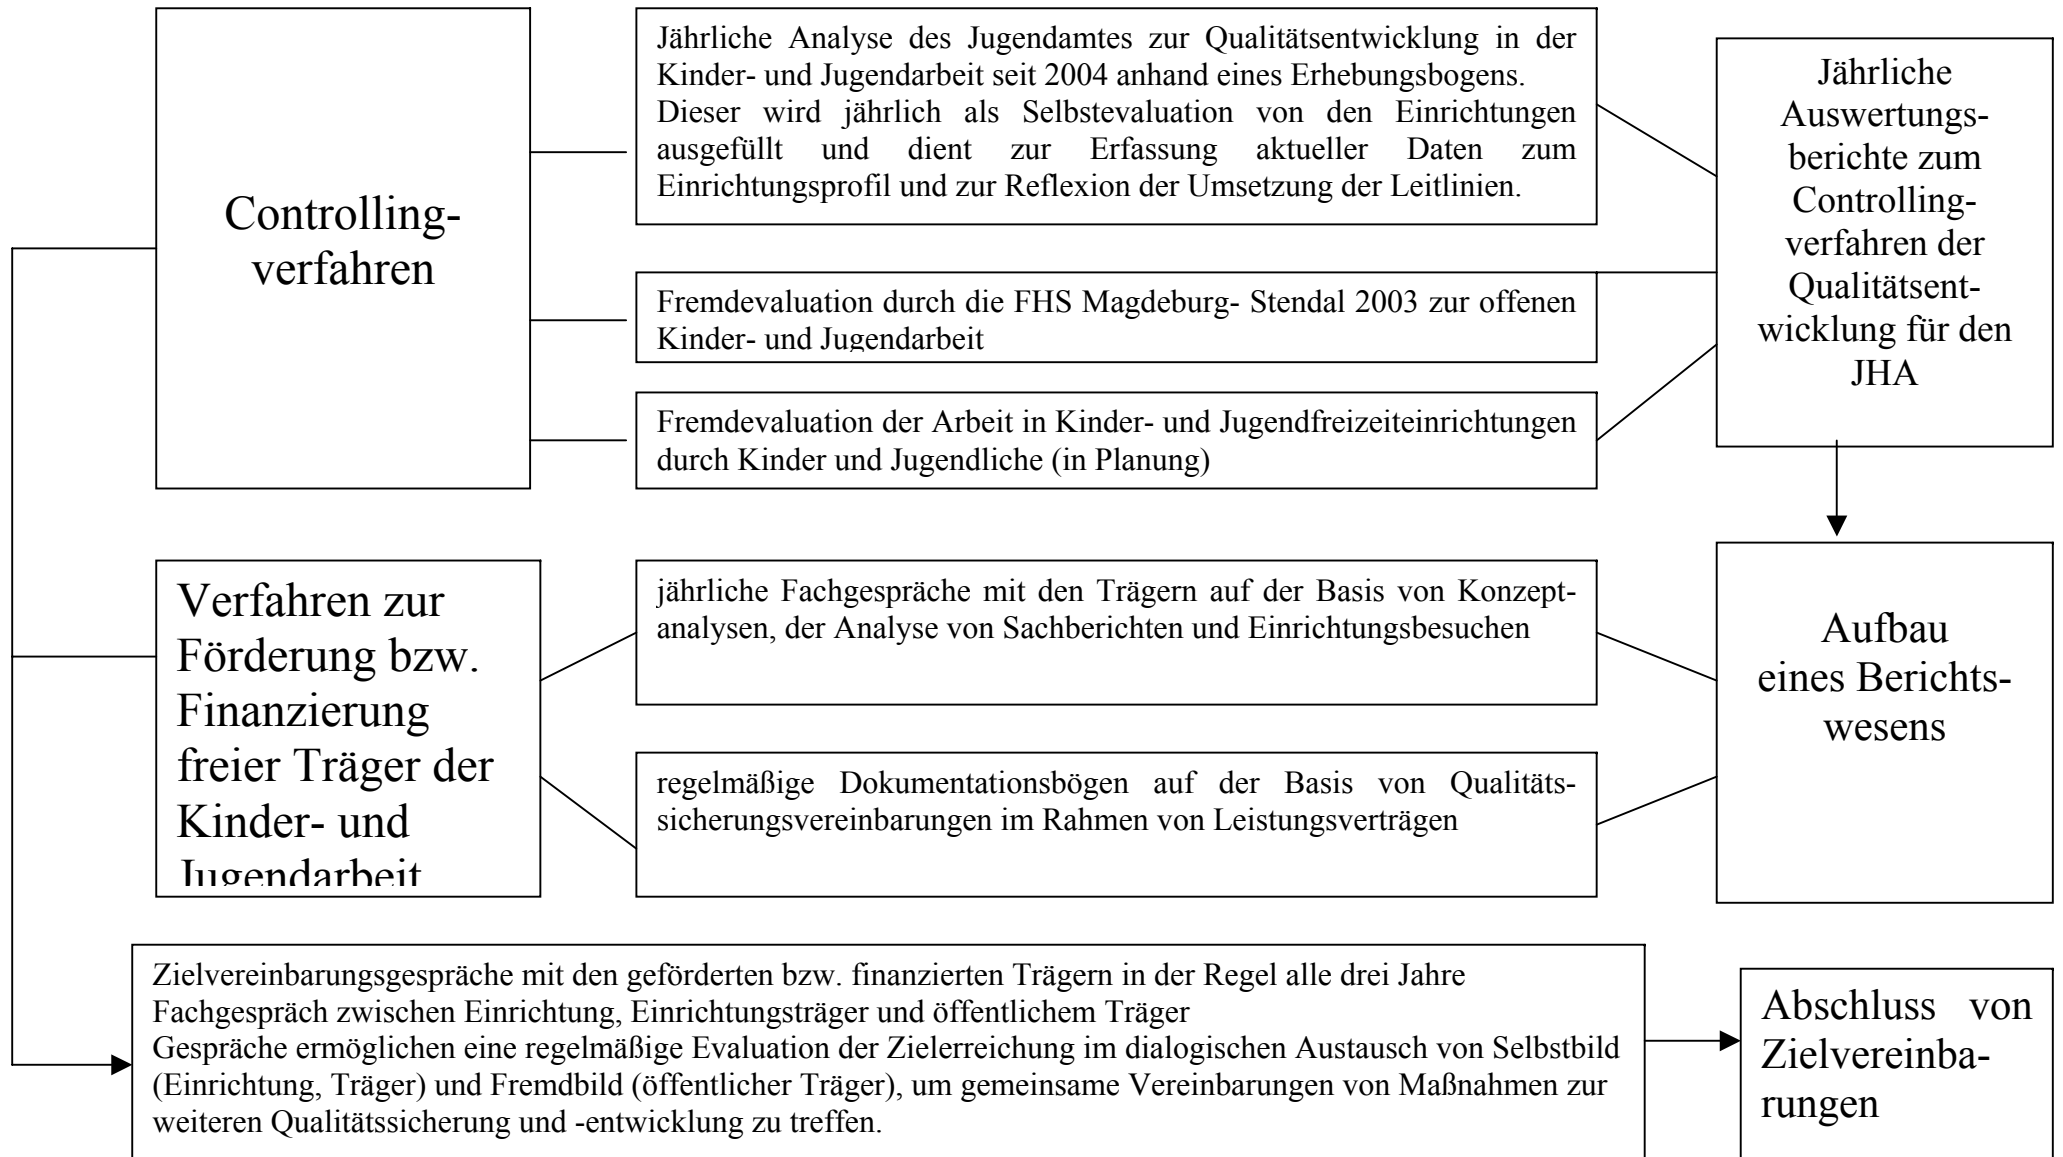 Controlling-
verfahren
Jährliche Analyse des Jugendamtes zur Qualitätsentwicklung in der
Kinder- und Jugendarbeit seit 2004 anhand eines Erhebungsbogens.
Dieser wird jährlich als Selbstevaluation von den Einrichtungen
ausgefüllt und dient zur Erfassung aktueller Daten zum
Einrichtungsprofil und zur Reflexion der Umsetzung der Leitlinien.
Fremdevaluation durch die FHS Magdeburg- Stendal 2003 zur offenen
Kinder- und Jugendarbeit
Fremdevaluation der Arbeit in Kinder- und Jugendfreizeiteinrichtungen
durch Kinder und Jugendliche (in Planung)
Jährliche
Auswertungs-
berichte zum
Controlling-
verfahren der
Qualitätsent-
wicklung für den
JHA
Verfahren zur
Förderung bzw.
Finanzierung
freier Träger der
Kinder- und
Jugendarbeit
jährliche Fachgespräche mit den Trägern auf der Basis von Konzept-
analysen, der Analyse von Sachberichten und Einrichtungsbesuchen
regelmäßige Dokumentationsbögen auf der Basis von Qualitäts-
sicherungsvereinbarungen im Rahmen von Leistungsverträgen
Aufbau
eines Berichts-
wesens
Zielvereinbarungsgespräche mit den geförderten bzw. finanzierten Trägern in der Regel alle drei Jahre
Fachgespräch zwischen Einrichtung, Einrichtungsträger und öffentlichem Träger
Gespräche ermöglichen eine regelmäßige Evaluation der Zielerreichung im dialogischen Austausch von Selbstbild
(Einrichtung, Träger) und Fremdbild (öffentlicher Träger), um gemeinsame Vereinbarungen von Maßnahmen zur
weiteren Qualitätssicherung und -entwicklung zu treffen.
Abschluss von
Zielvereinba-
rungen